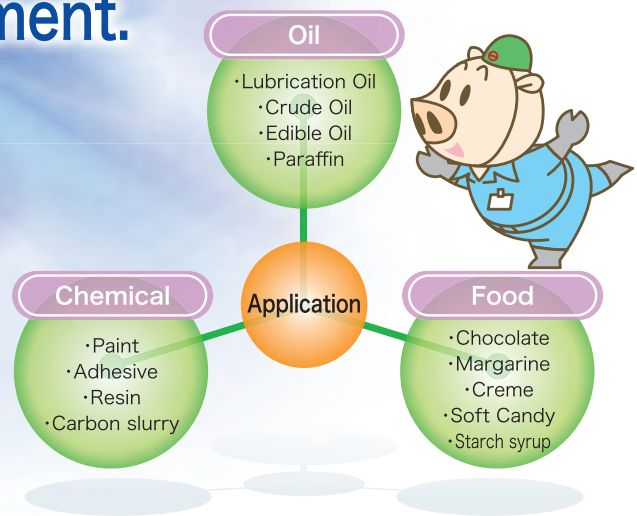 ment.
Oil
・Lubrication Oil
・Crude Oil
・Edible Oil
・Paraffin
Application
Chemical
・Paint
・Adhesive
・Resin
・Carbon slurry
Food
・Chocolate
・Margarine
・Creme
・Soft Candy
・Starch syrup